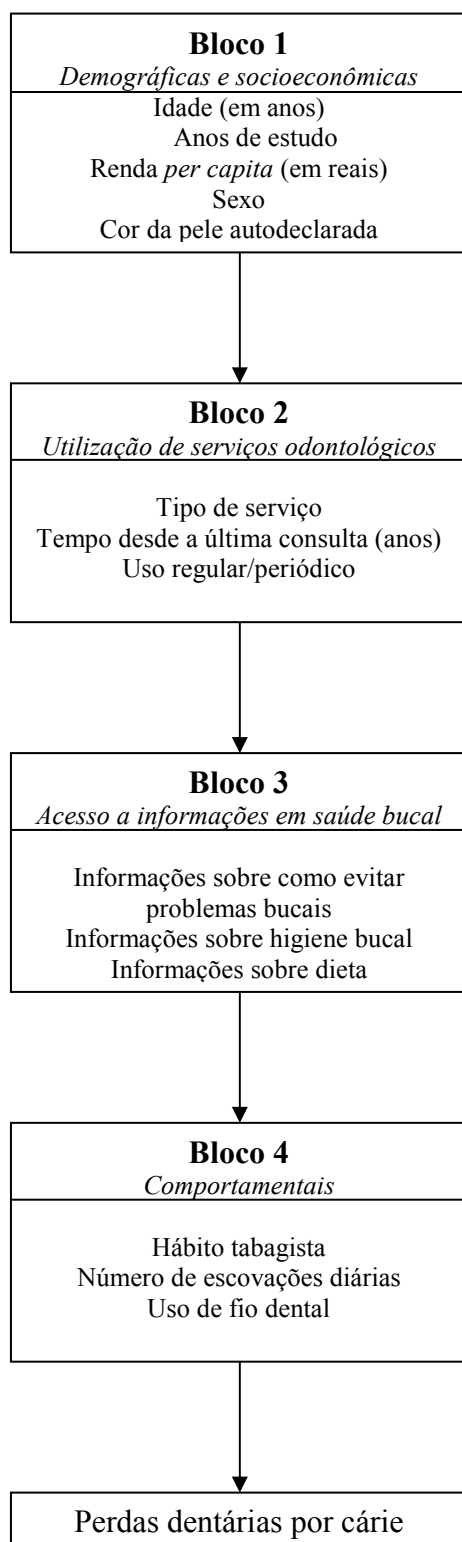 Bloco 1
Demográficas e socioeconômicas
Idade (em anos)
Anos de estudo
Renda per capita (em reais)
Sexo
Cor da pele autodeclarada
Bloco 2
Utilização de serviços odontológicos
Tipo de serviço
Tempo desde a última consulta (anos)
Uso regular/periódico
Bloco 3
Acesso a informações em saúde bucal
Informações sobre como evitar
problemas bucais
Informações sobre higiene bucal
Informações sobre dieta
Bloco 4
Comportamentais
Hábito tabagista
Número de escovações diárias
Uso de fio dental
Perdas dentárias por cárie